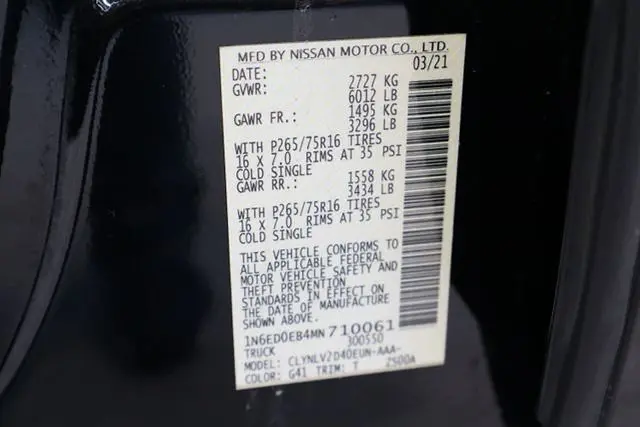 MFD BY NISSAN MOTOR CO., LTD.
DATE: 03/21
GVWR: 2727 KG
6012 LB
GAWR FR.: 1495 KG
3296 LB
WITH P265/75R16 TIRES
16 X 7.0 RIMS AT 35 PSI
COLD SINGLE
GAWR RR.: 1558 KG
3434 LB
WITH P265/75R16 TIRES
16 X 7.0 RIMS AT 35 PSI
COLD SINGLE
THIS VEHICLE CONFORMS TO
ALL APPLICABLE FEDERAL
MOTOR VEHICLE SAFETY AND
THEFT PREVENTION
STANDARDS IN EFFECT ON
THE DATE OF MANUFACTURE
SHOWN ABOVE.
1N6ED0EB4MN710061
TRUCK 300550
MODEL: CLYNLV2D40EUN-AAA-
COLOR: G41 TRIM: T 2S00A